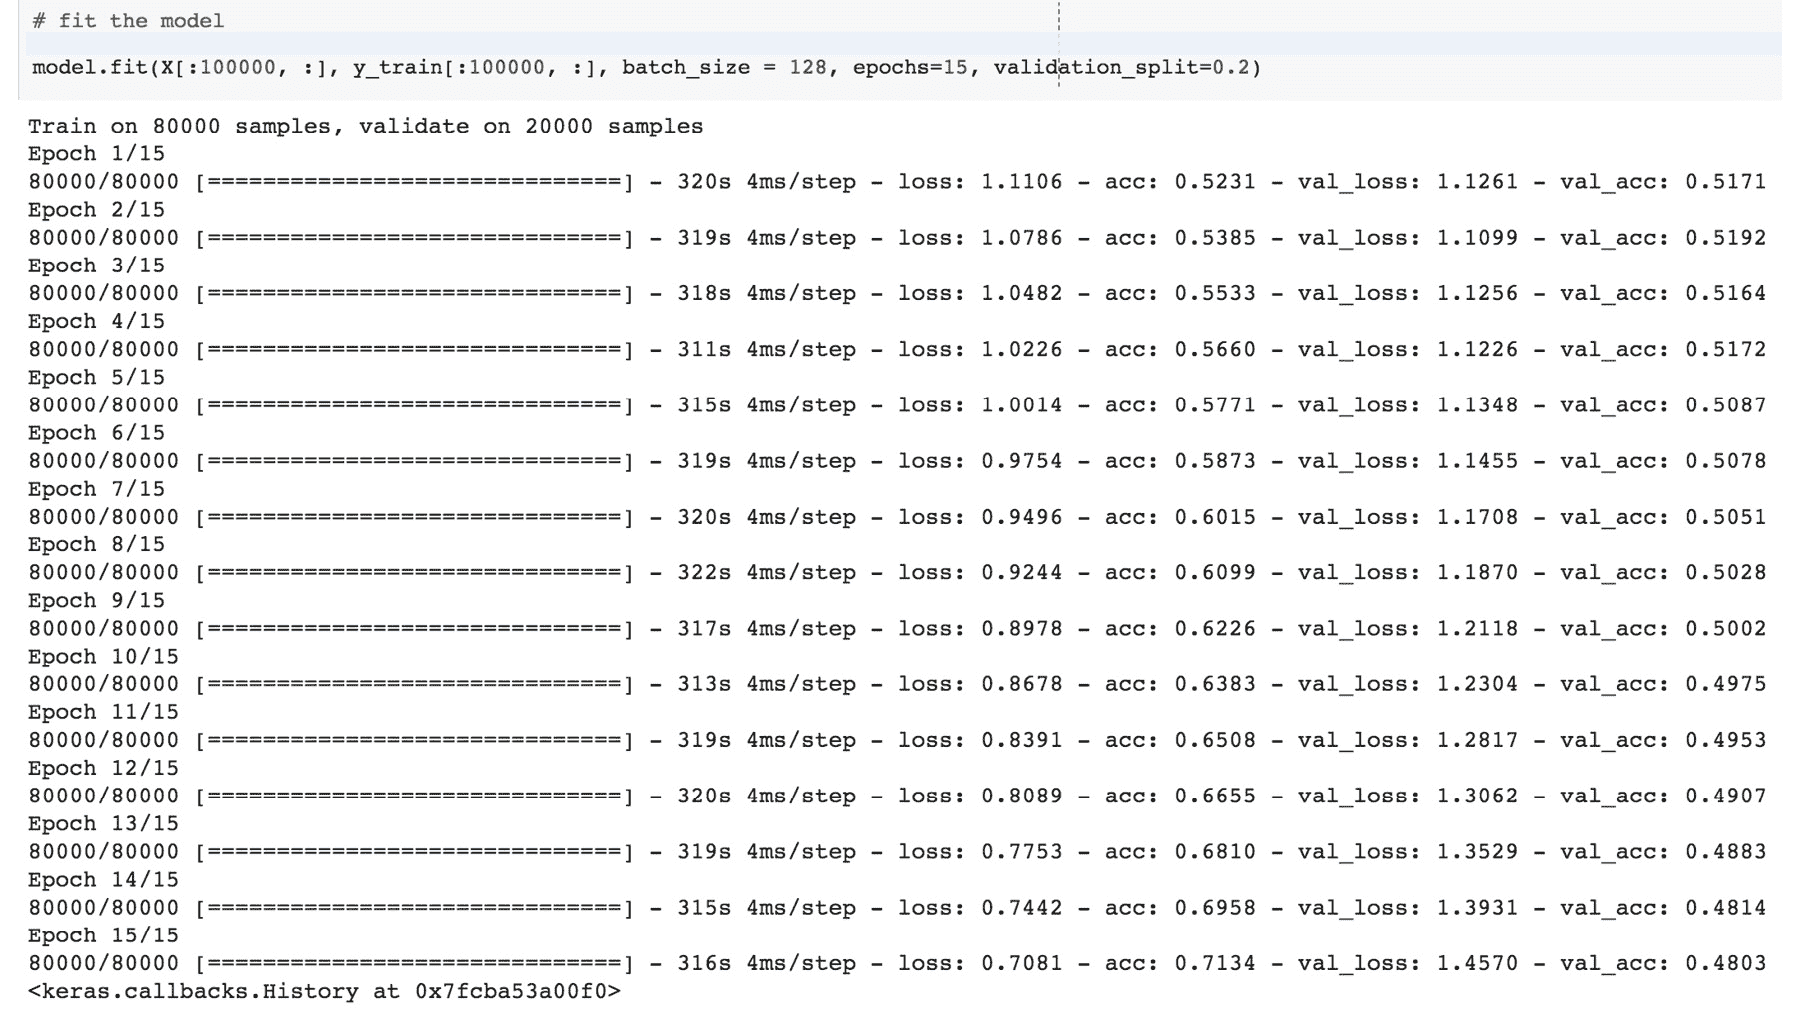 # fit the model
model.fit(X[:100000, :], y_train[:100000, :], batch_size = 128, epochs=15, validation_split=0.2)
Train on 80000 samples, validate on 20000 samples
Epoch 1/15
80000/80000 [==============================] - 320s 4ms/step - loss: 1.1106 - acc: 0.5231 - val_loss: 1.1261 - val_acc: 0.5171
Epoch 2/15
80000/80000 [==============================] - 319s 4ms/step - loss: 1.0786 - acc: 0.5385 - val_loss: 1.1099 - val_acc: 0.5192
Epoch 3/15
80000/80000 [==============================] - 318s 4ms/step - loss: 1.0482 - acc: 0.5533 - val_loss: 1.1256 - val_acc: 0.5164
Epoch 4/15
80000/80000 [==============================] - 311s 4ms/step - loss: 1.0226 - acc: 0.5660 - val_loss: 1.1226 - val_acc: 0.5172
Epoch 5/15
80000/80000 [==============================] - 315s 4ms/step - loss: 1.0014 - acc: 0.5771 - val_loss: 1.1348 - val_acc: 0.5087
Epoch 6/15
80000/80000 [==============================] - 319s 4ms/step - loss: 0.9754 - acc: 0.5873 - val_loss: 1.1455 - val_acc: 0.5078
Epoch 7/15
80000/80000 [==============================] - 320s 4ms/step - loss: 0.9496 - acc: 0.6015 - val_loss: 1.1708 - val_acc: 0.5051
Epoch 8/15
80000/80000 [==============================] - 322s 4ms/step - loss: 0.9244 - acc: 0.6099 - val_loss: 1.1870 - val_acc: 0.5028
Epoch 9/15
80000/80000 [==============================] - 317s 4ms/step - loss: 0.8978 - acc: 0.6226 - val_loss: 1.2118 - val_acc: 0.5002
Epoch 10/15
80000/80000 [==============================] - 313s 4ms/step - loss: 0.8678 - acc: 0.6383 - val_loss: 1.2304 - val_acc: 0.4975
Epoch 11/15
80000/80000 [==============================] - 319s 4ms/step - loss: 0.8391 - acc: 0.6508 - val_loss: 1.2817 - val_acc: 0.4953
Epoch 12/15
80000/80000 [==============================] - 320s 4ms/step - loss: 0.8089 - acc: 0.6655 - val_loss: 1.3062 - val_acc: 0.4907
Epoch 13/15
80000/80000 [==============================] - 319s 4ms/step - loss: 0.7753 - acc: 0.6810 - val_loss: 1.3529 - val_acc: 0.4883
Epoch 14/15
80000/80000 [==============================] - 315s 4ms/step - loss: 0.7442 - acc: 0.6958 - val_loss: 1.3931 - val_acc: 0.4814
Epoch 15/15
80000/80000 [==============================] - 316s 4ms/step - loss: 0.7081 - acc: 0.7134 - val_loss: 1.4570 - val_acc: 0.4803
<keras.callbacks.History at 0x7fcba53a00f0>